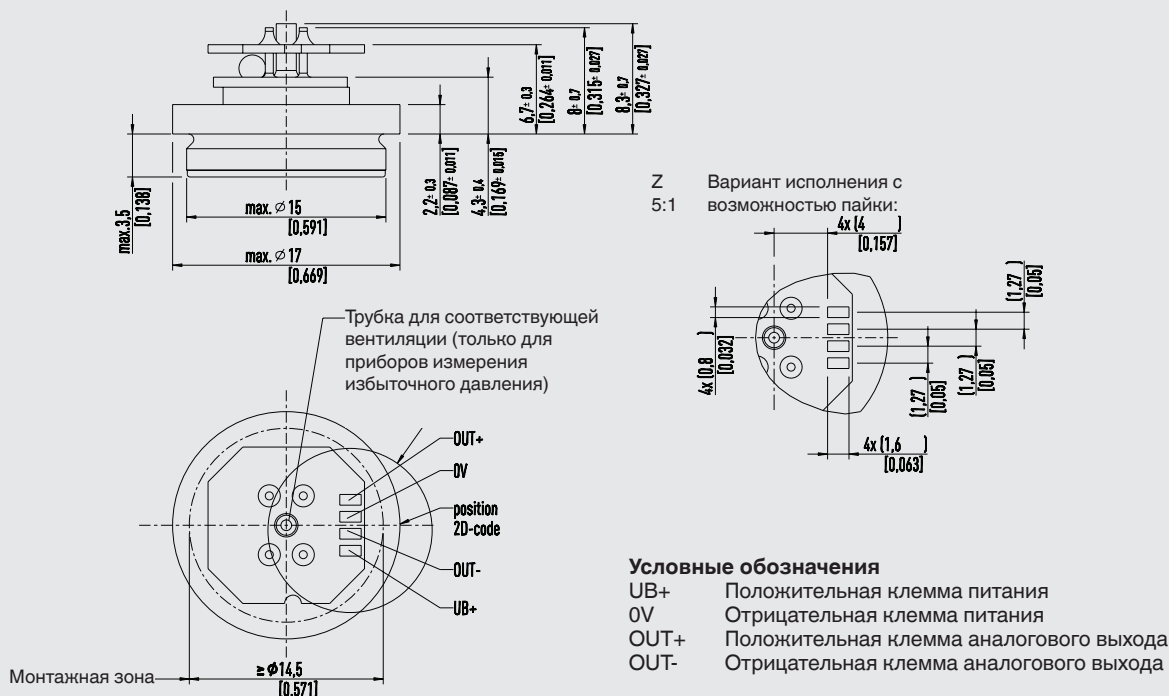 6,7± 0.3
[0,264± 0,011]
8± 0,7
[0,315± 0,027]
8,3± 0,7
[0,327± 0,027]
2,2± 0.3
[0,087± 0,011]
4,3± 0,4
[0,169± 0,016]
max.3,5
[0,138]
max. ⌀ 15
[0,591]
max. ⌀ 17
[0,669]
Z Вариант исполнения с
5:1 возможностью пайки:
4x (4 )
[0,157]
(1,27 )
[0,05]
4x (0,8 )
[0,032]
(1,27 )
[0,05]
(1,27 )
[0,05]
4x (1,6 )
[0,063]
Трубка для соответствующей
вентиляции (только для
приборов измерения
избыточного давления)
OUT+
0V
position
2D-code
OUT-
UB+
Монтажная зона
≥ ⌀14,5
[0,571]
Условные обозначения
UB+ Положительная клемма питания
0V Отрицательная клемма питания
OUT+ Положительная клемма аналогового выхода
OUT- Отрицательная клемма аналогового выхода